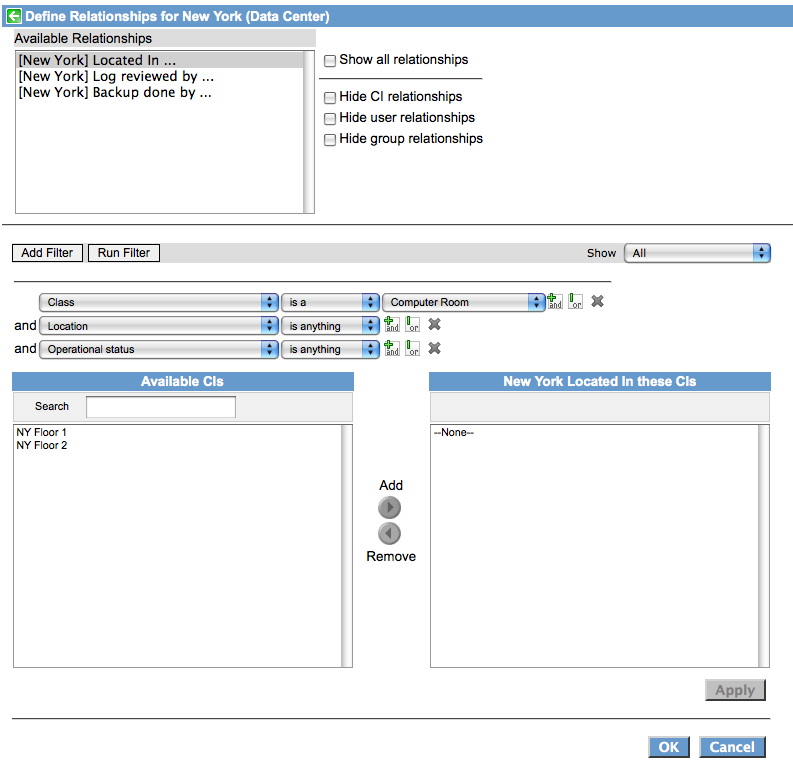 Define Relationships for New York (Data Center)
Available Relationships
[New York] Located In ...
[New York] Log reviewed by ...
[New York] Backup done by ...
Show all relationships
Hide CI relationships
Hide user relationships
Hide group relationships
Add Filter Run Filter Show All
Class is a Computer Room and or
and Location is anything and or
and Operational status is anything and or
Available CIs
Search
NY Floor 1
NY Floor 2
Add
Remove
New York Located In these CIs
--None--
Apply
OK Cancel